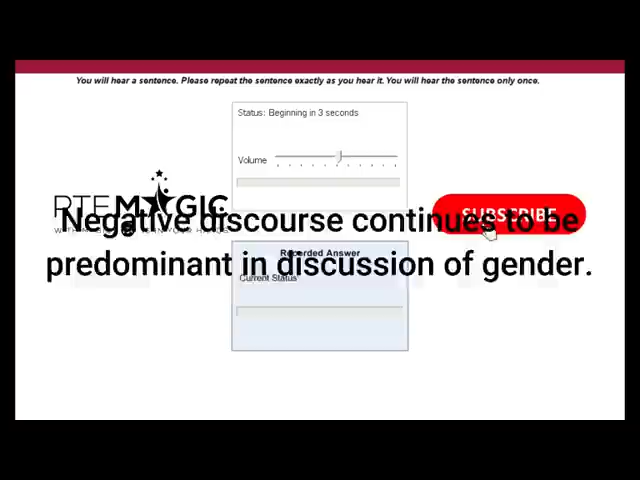 You will hear a sentence. Please repeat the sentence exactly as you hear it. You will hear the sentence only once.
Status: Beginning in 3 seconds
Volume
PTEMAGIC
SUBSCRIBE
Negative discourse continues to be
predominant in discussion of gender.
Recorded Answer
Current Status